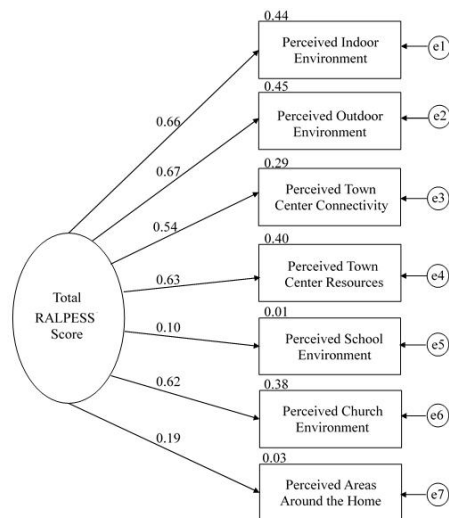 0.44
Perceived Indoor
Environment
e1
0.66
0.45
Perceived Outdoor
Environment
e2
0.67
0.29
Perceived Town
Center Connectivity
e3
0.54
0.40
Perceived Town
Center Resources
e4
0.63
Total
RALPESS
Score
0.01
Perceived School
Environment
e5
0.10
0.38
Perceived Church
Environment
e6
0.62
0.03
Perceived Areas
Around the Home
e7
0.19